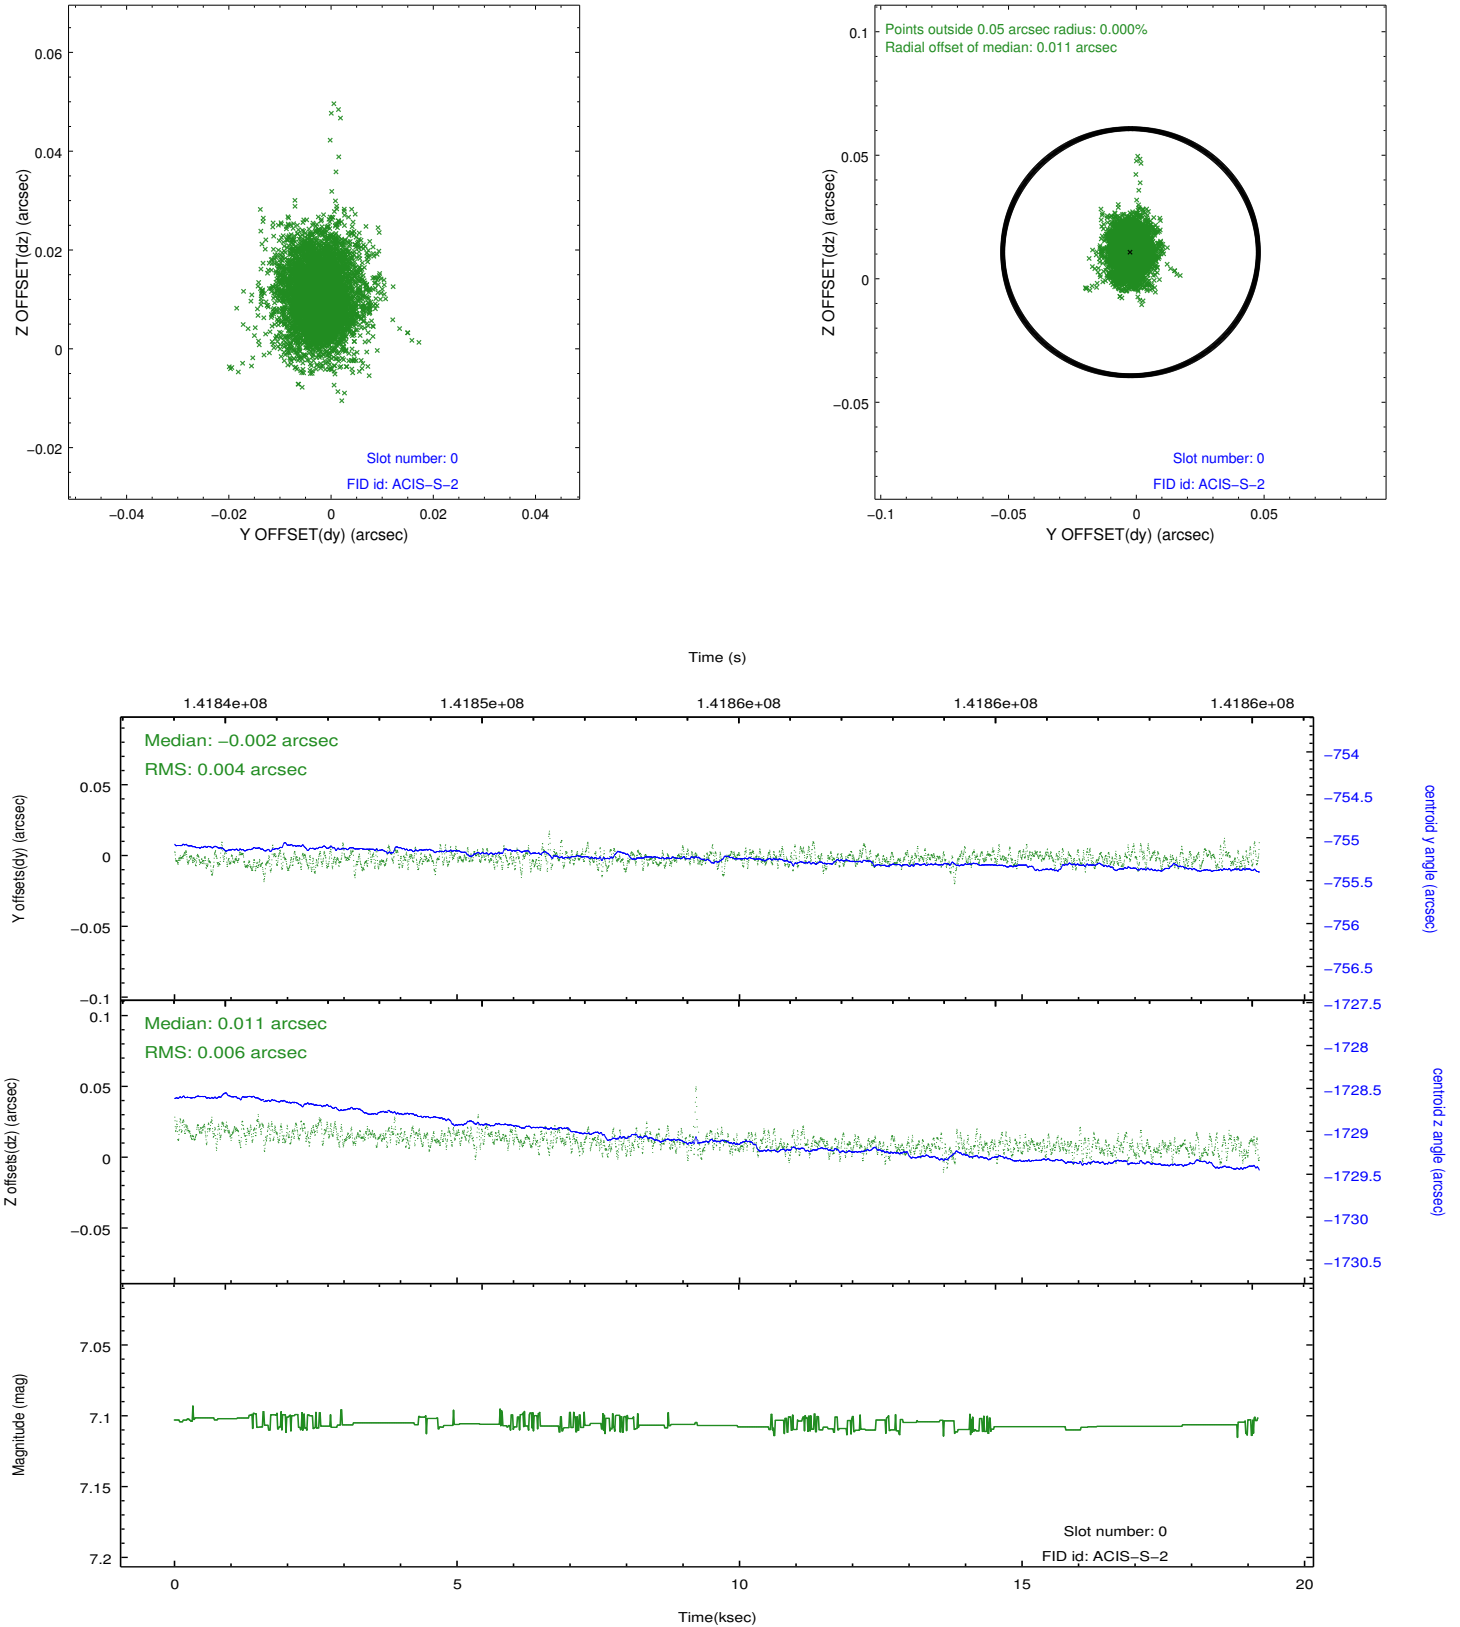 0.06
0.04
0.02
0
−0.02
−0.04
−0.02
0
0.02
0.04
Z OFFSET(dz) (arcsec)
Y OFFSET(dy) (arcsec)
Slot number: 0
FID id: ACIS−S−2
Points outside 0.05 arcsec radius: 0.000%
Radial offset of median: 0.011 arcsec
0.1
0.05
0
−0.05
−0.1
−0.05
0
0.05
Z OFFSET(dz) (arcsec)
Y OFFSET(dy) (arcsec)
Slot number: 0
FID id: ACIS−S−2
Time (s)
1.4184e+08
1.4185e+08
1.4186e+08
1.4186e+08
1.4186e+08
Median: −0.002 arcsec
RMS: 0.004 arcsec
0.05
0
−0.05
−0.1
Y offsets(dy) (arcsec)
−754
−754.5
−755
−755.5
−756
−756.5
centroid y angle (arcsec)
Median: 0.011 arcsec
RMS: 0.006 arcsec
0.1
0.05
0
−0.05
Z offsets(dz) (arcsec)
−1727.5
−1728
−1728.5
−1729
−1729.5
−1730
−1730.5
centroid z angle (arcsec)
7.05
7.1
7.15
7.2
Magnitude (mag)
Slot number: 0
FID id: ACIS−S−2
0
5
10
15
20
Time(ksec)